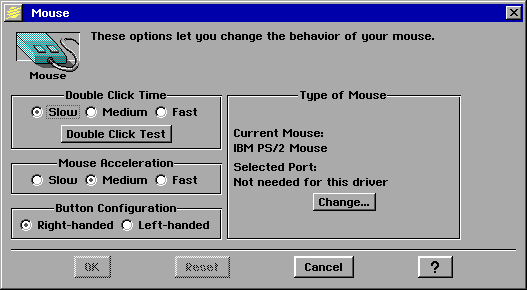 Mouse
These options let you change the behavior of your mouse.
Mouse
Double Click Time
Slow Medium Fast
Double Click Test
Mouse Acceleration
Slow Medium Fast
Button Configuration
Right-handed Left-handed
Type of Mouse
Current Mouse:
IBM PS/2 Mouse
Selected Port:
Not needed for this driver
Change...
OK Reset Cancel ?